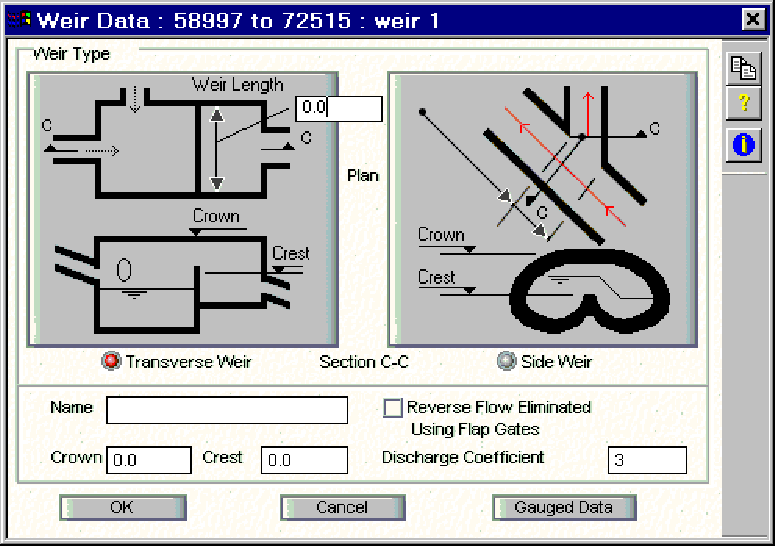 Weir Data : 58997 to 72515 : weir 1
Weir Type
Weir Length
0.0
C
C
Plan
Crown
Crest
0
C
C
Crown
Crest
Transverse Weir
Section C-C
Side Weir
Name
Reverse Flow Eliminated
Using Flap Gates
Crown 0.0 Crest 0.0 Discharge Coefficient 3
OK Cancel Gauged Data